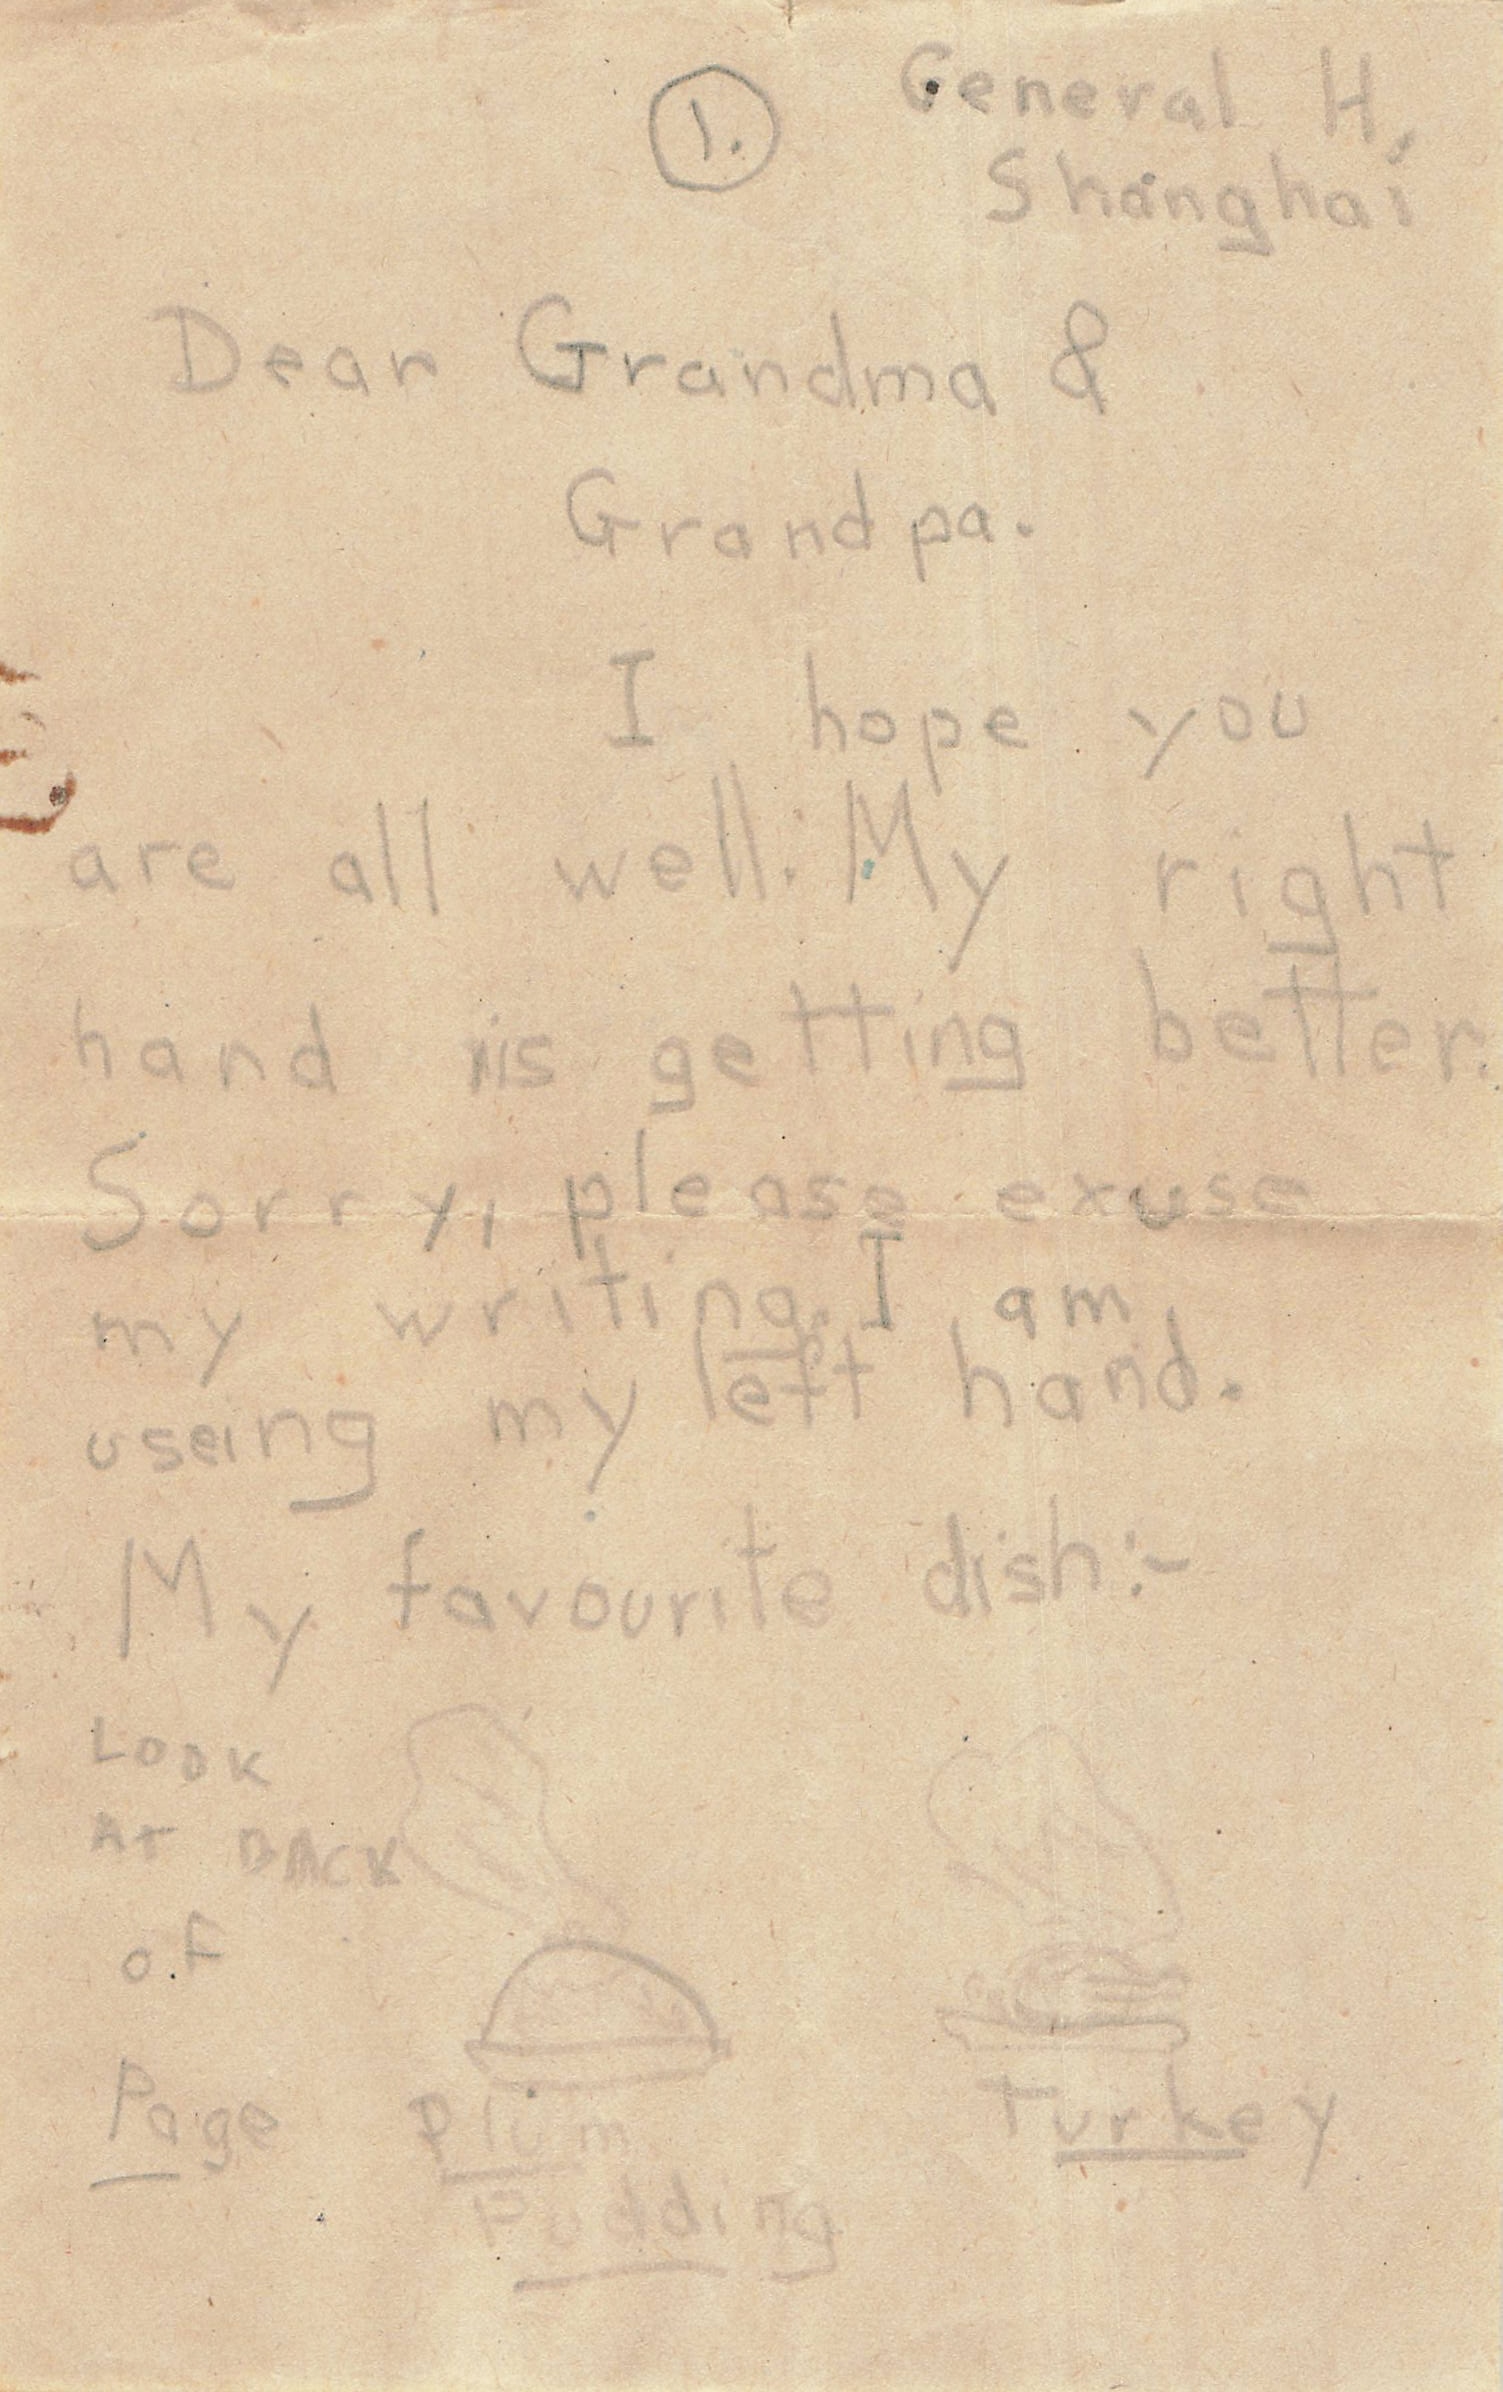 1.
General H,
Shanghai
Dear Grandma &
Grandpa.
I hope you
are all well. My right
hand is getting better.
Sorry, please exuse
my writing. I am
useing my left hand.
My favourite dish:-
LOOK
AT BACK
of
Page
Plum
Pudding
Turkey